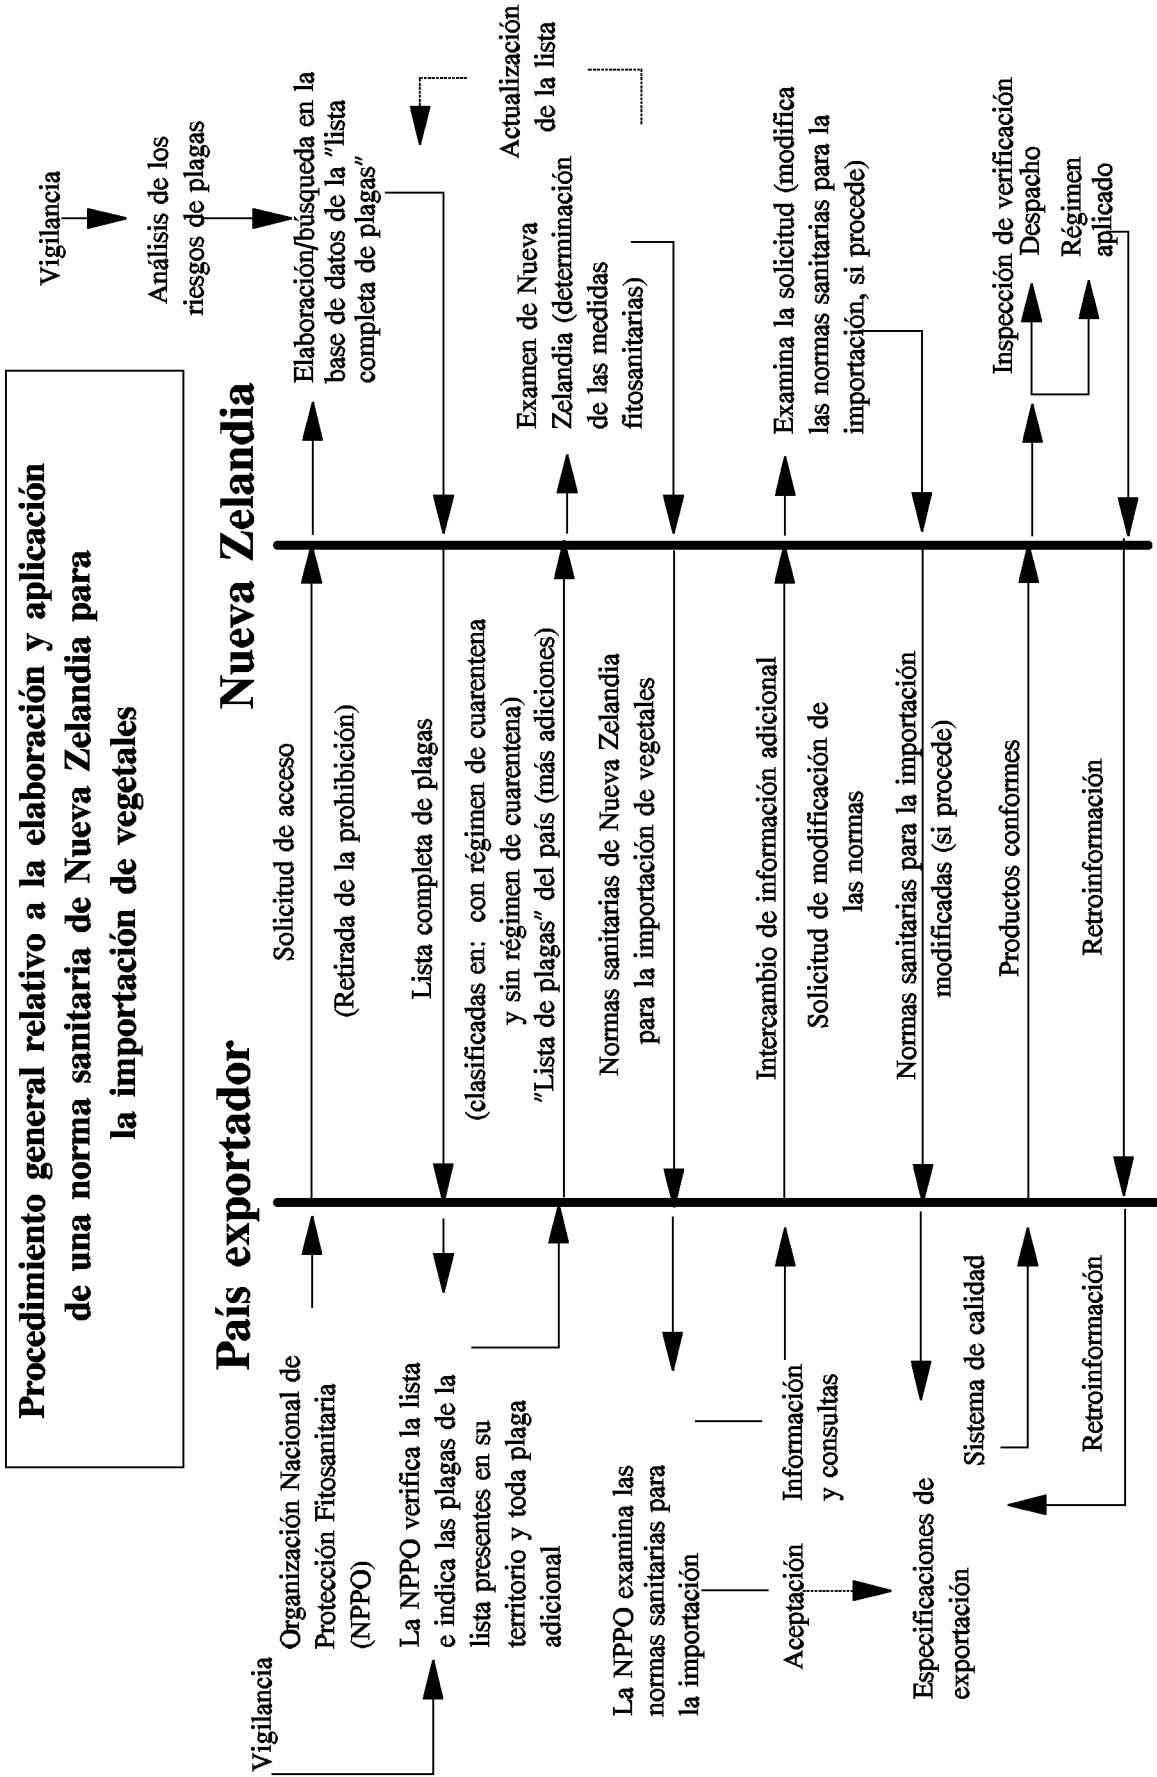 Procedimiento general relativo a la elaboración y aplicación
de una norma sanitaria de Nueva Zelandia para
la importación de vegetales
País exportador
Nueva Zelandia
Vigilancia
Organización Nacional de
Protección Fitosanitaria
(NPPO)
Solicitud de acceso
(Retirada de la prohibición)
Vigilancia
Análisis de los
riesgos de plagas
Elaboración/búsqueda en la
base de datos de la "lista
completa de plagas"
La NPPO verifica la lista
e indica las plagas de la
lista presentes en su
territorio y toda plaga
adicional
Lista completa de plagas
(clasificadas en: con régimen de cuarentena
y sin régimen de cuarentena)
"Lista de plagas" del país (más adiciones)
Actualización
de la lista
Examen de Nueva
Zelandia (determinación
de las medidas
fitosanitarias)
La NPPO examina las
normas sanitarias para
la importación
Normas sanitarias de Nueva Zelandia
para la importación de vegetales
Aceptación
Información
y consultas
Intercambio de información adicional
Solicitud de modificación de
las normas
Examina la solicitud (modifica
las normas sanitarias para la
importación, si procede)
Especificaciones de
exportación
Normas sanitarias para la importación
modificadas (si procede)
Sistema de calidad
Productos conformes
Inspección de verificación
Despacho
Régimen
aplicado
Retroinformación
Retroinformación